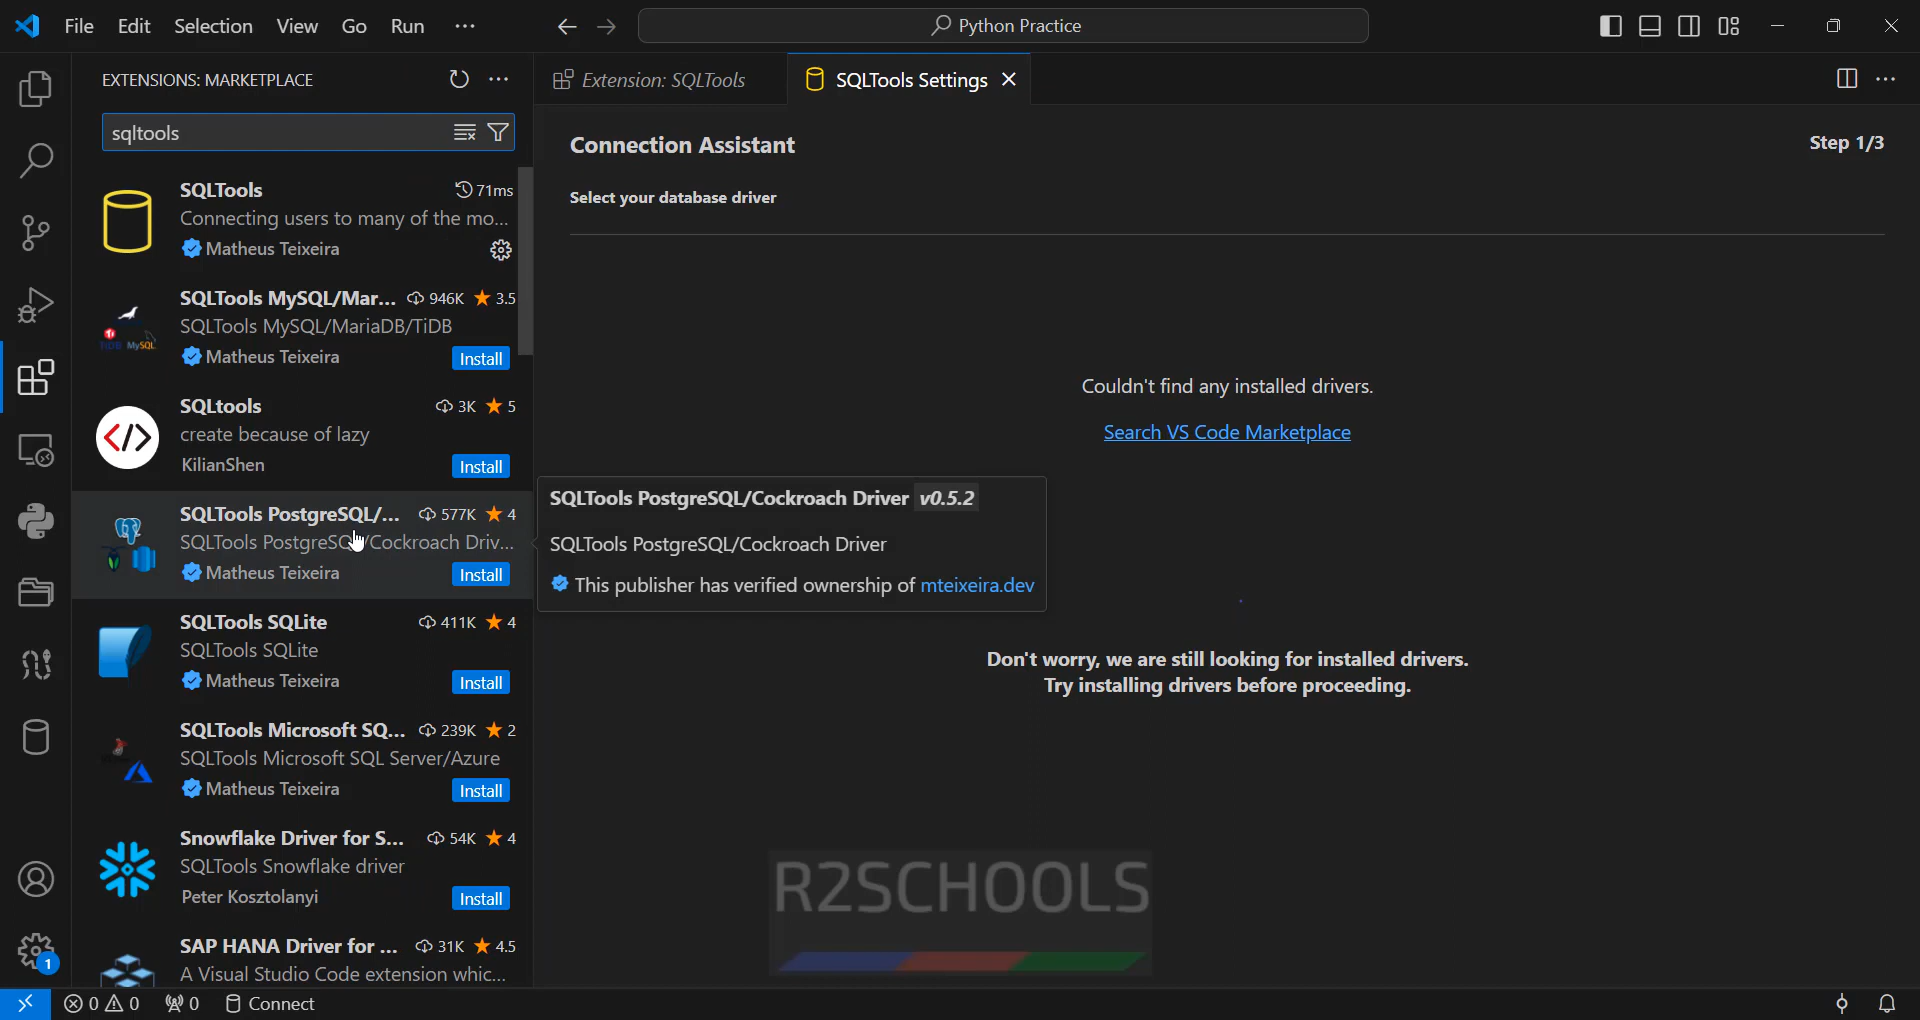 File Edit Selection View Go Run ···
Python Practice
EXTENSIONS: MARKETPLACE
sqltools
SQLTools 71ms
Connecting users to many of the mo...
Matheus Teixeira
SQLTools MySQL/Mar... 946K 3.5
SQLTools MySQL/MariaDB/TiDB
Matheus Teixeira Install
SQLtools 3K 5
create because of lazy
KilianShen Install
SQLTools PostgreSQL/... 577K 4
SQLTools PostgreSQL/Cockroach Driv...
Matheus Teixeira Install
SQLTools SQLite 411K 4
SQLTools SQLite
Matheus Teixeira Install
SQLTools Microsoft SQ... 239K 2
SQLTools Microsoft SQL Server/Azure
Matheus Teixeira Install
Snowflake Driver for S... 54K 4
SQLTools Snowflake driver
Peter Kosztolanyi Install
SAP HANA Driver for ... 31K 4.5
A Visual Studio Code extension whic...
Extension: SQLTools
SQLTools Settings
Connection Assistant
Step 1/3
Select your database driver
Couldn't find any installed drivers.
Search VS Code Marketplace
SQLTools PostgreSQL/Cockroach Driver v0.5.2
SQLTools PostgreSQL/Cockroach Driver
This publisher has verified ownership of mteixeira.dev
Don't worry, we are still looking for installed drivers.
Try installing drivers before proceeding.
R2SCHOOLS
1
0 0 0 Connect